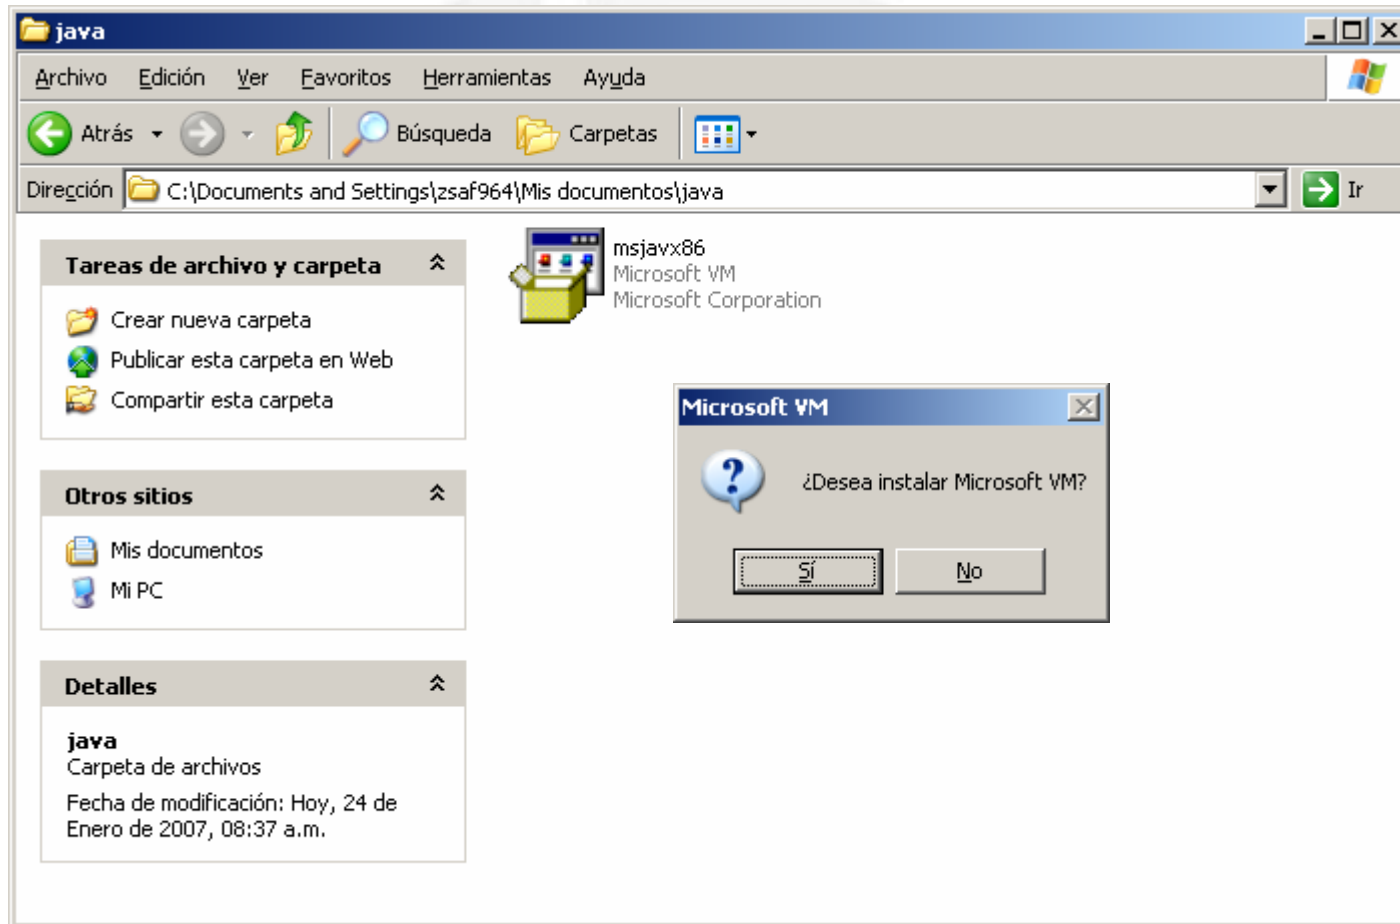 java
Archivo Edición Ver Favoritos Herramientas Ayuda
Atrás Búsqueda Carpetas
Dirección C:\Documents and Settings\zsaf964\Mis documentos\java Ir
Tareas de archivo y carpeta
Crear nueva carpeta
Publicar esta carpeta en Web
Compartir esta carpeta
Otros sitios
Mis documentos
Mi PC
Detalles
java
Carpeta de archivos
Fecha de modificación: Hoy, 24 de
Enero de 2007, 08:37 a.m.
msjavx86
Microsoft VM
Microsoft Corporation
Microsoft VM
¿Desea instalar Microsoft VM?
Sí No